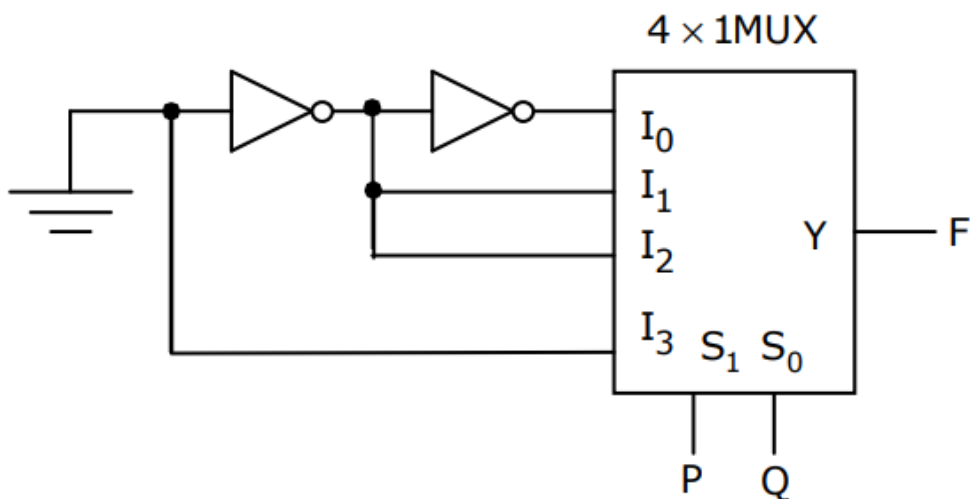 4 × 1MUX
I₀
I₁
I₂
I₃
S₁ S₀
Y
F
P Q